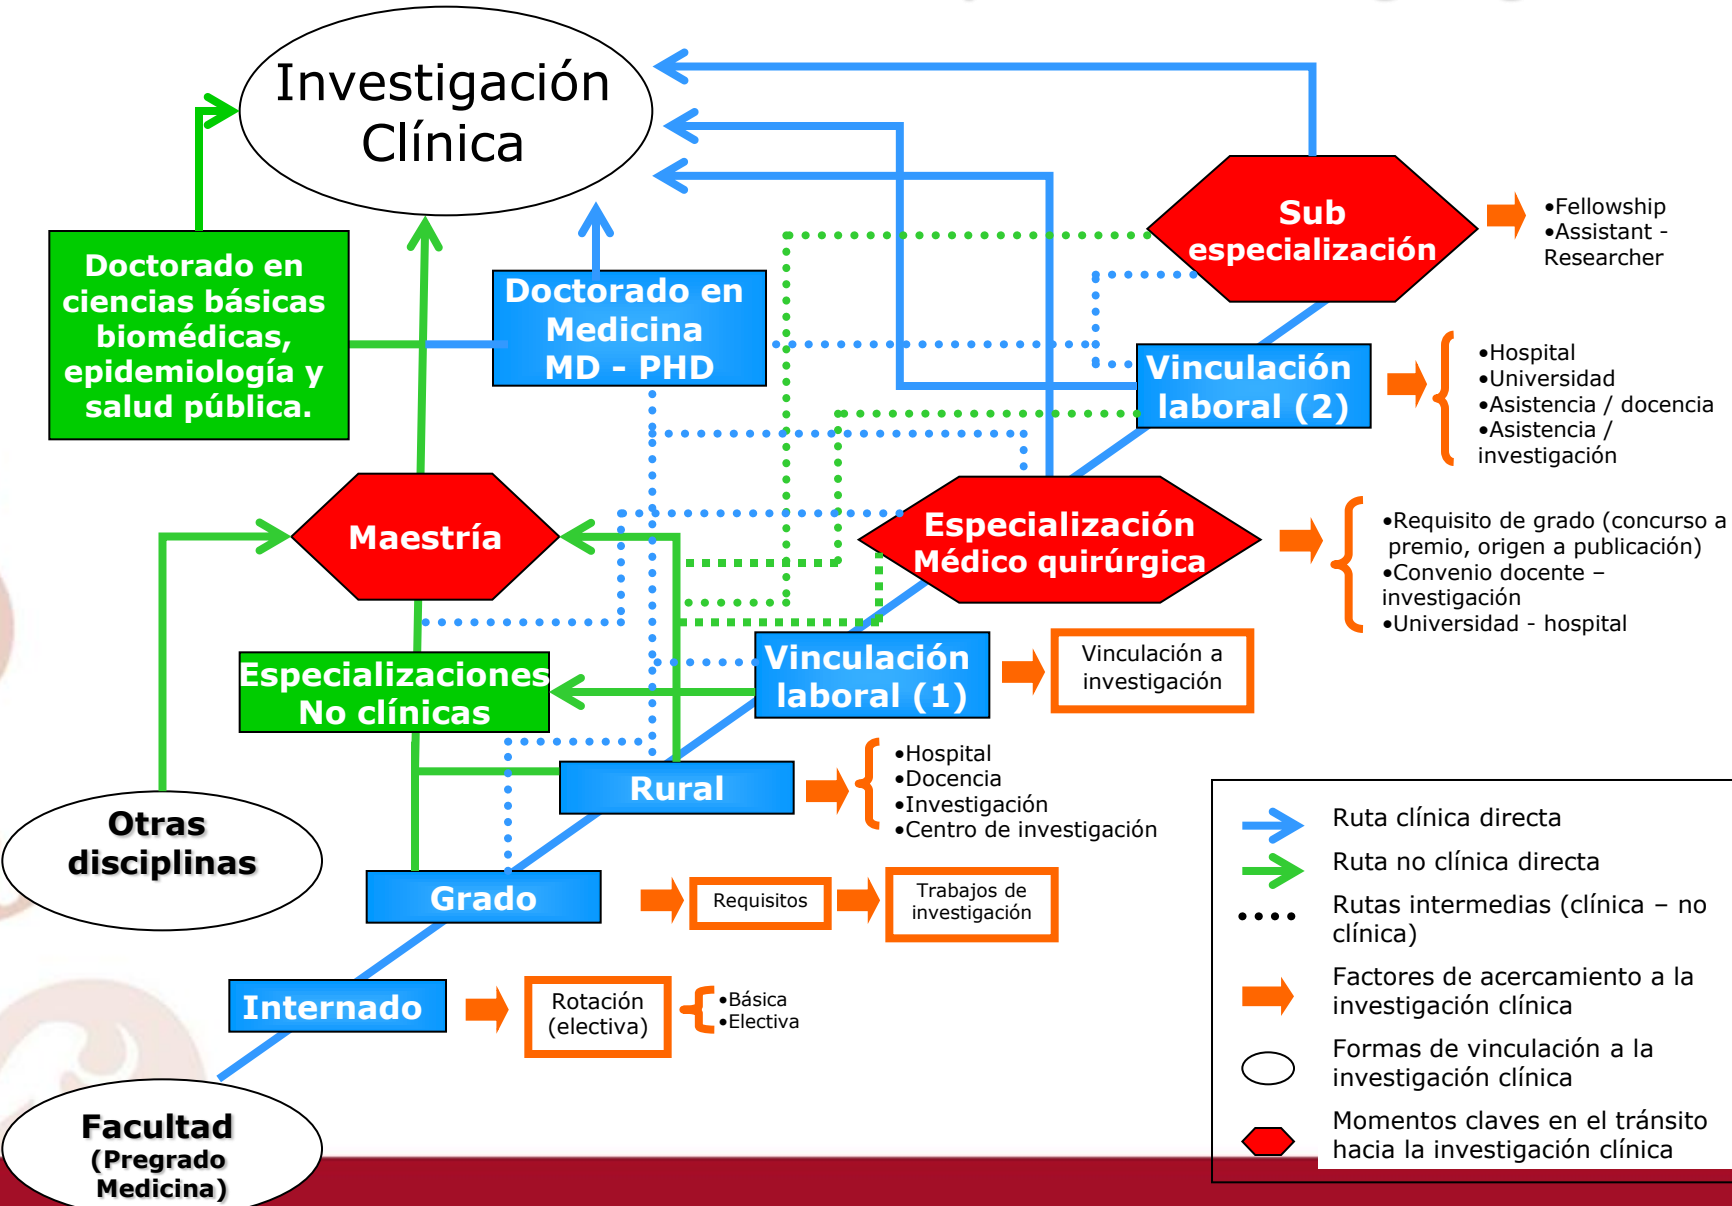 Investigación
Clínica
Sub
especialización
•Fellowship
•Assistant -
Researcher
Doctorado en
ciencias básicas
biomédicas,
epidemiología y
salud pública.
Doctorado en
Medicina
MD - PHD
Vinculación
laboral (2)
•Hospital
•Universidad
•Asistencia / docencia
•Asistencia /
investigación
Maestría
Especialización
Médico quirúrgica
•Requisito de grado (concurso a
premio, origen a publicación)
•Convenio docente –
investigación
•Universidad - hospital
Especializaciones
No clínicas
Vinculación
laboral (1)
Vinculación a
investigación
Rural
•Hospital
•Docencia
•Investigación
•Centro de investigación
Otras
disciplinas
Grado
Requisitos
Trabajos de
investigación
Internado
Rotación
(electiva)
•Básica
•Electiva
Facultad
(Pregrado
Medicina)
Ruta clínica directa
Ruta no clínica directa
Rutas intermedias (clínica – no
clínica)
Factores de acercamiento a la
investigación clínica
Formas de vinculación a la
investigación clínica
Momentos claves en el tránsito
hacia la investigación clínica